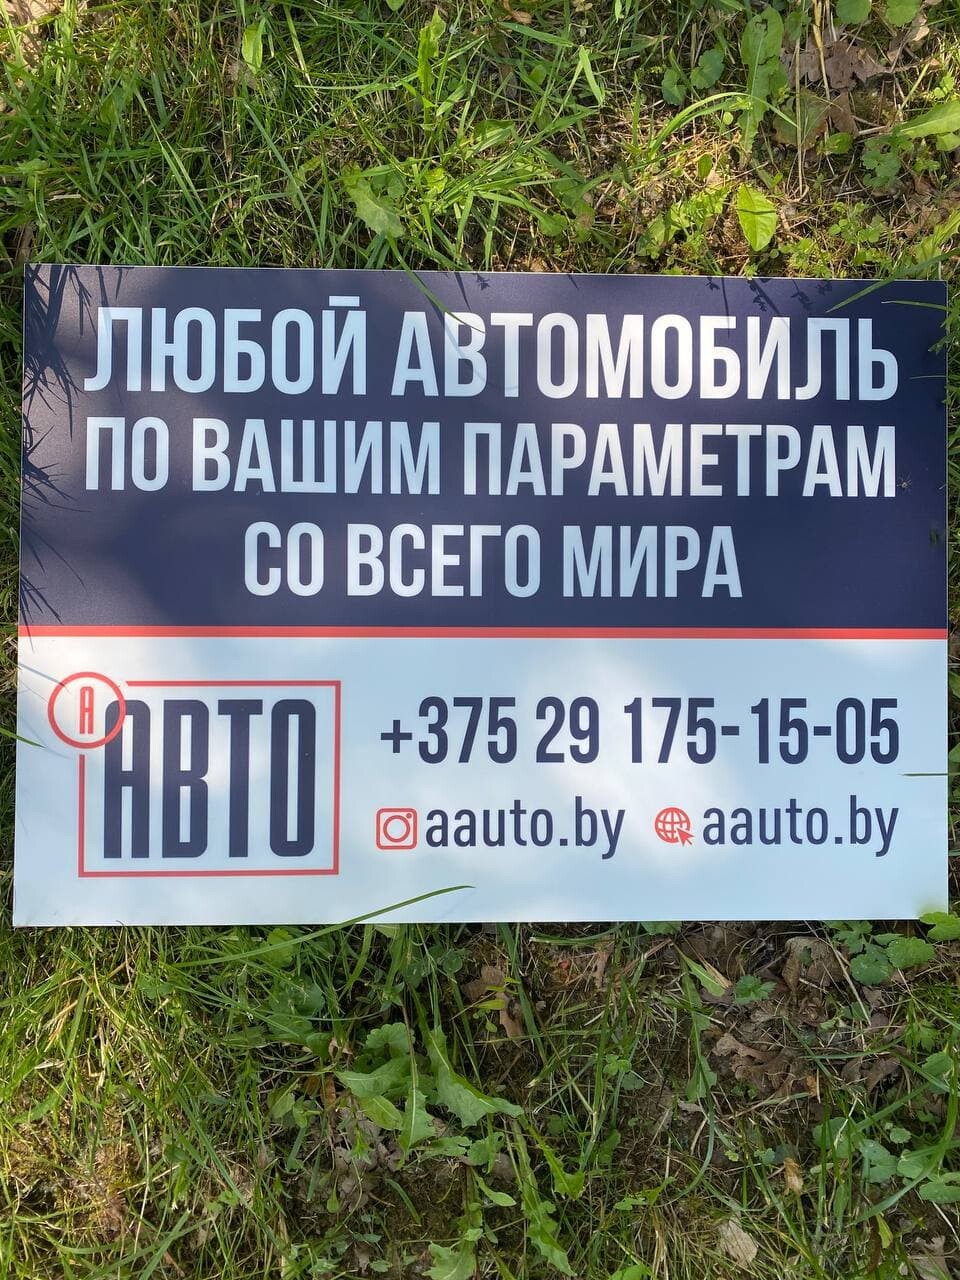 ЛЮБОЙ АВТОМОБИЛЬ
ПО ВАШИМ ПАРАМЕТРАМ
СО ВСЕГО МИРА
А
АВТО
+375 29 175-15-05
aauto.by aauto.by